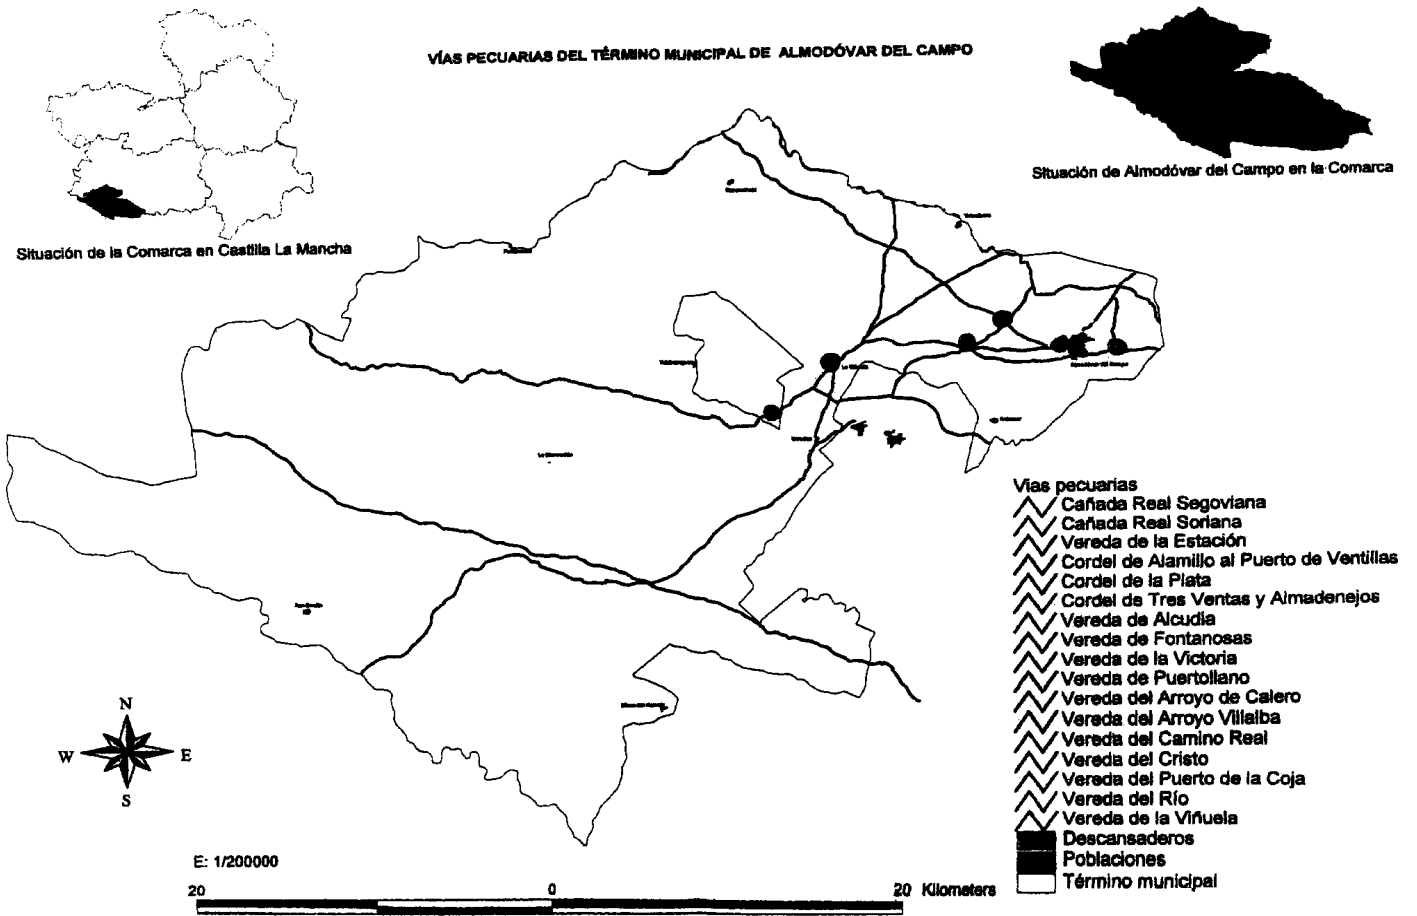 VÍAS PECUARIAS DEL TÉRMINO MUNICIPAL DE ALMODÓVAR DEL CAMPO
Situación de Almodóvar del Campo en la Comarca
Situación de la Comarca en Castilla La Mancha
Vías pecuarias
Cañada Real Segoviana
Cañada Real Soriana
Vereda de la Estación
Cordel de Alamillo al Puerto de Ventillas
Cordel de la Plata
Cordel de Tres Ventas y Almadenejos
Vereda de Alcudia
Vereda de Fontanosas
Vereda de la Victoria
Vereda de Puertollano
Vereda del Arroyo de Calero
Vereda del Arroyo Villalba
Vereda del Camino Real
Vereda del Cristo
Vereda del Puerto de la Coja
Vereda del Río
Vereda de la Viñuela
Descansaderos
Poblaciones
Término municipal
N
W E
S
E: 1/200000
20 0 20 Kilometers